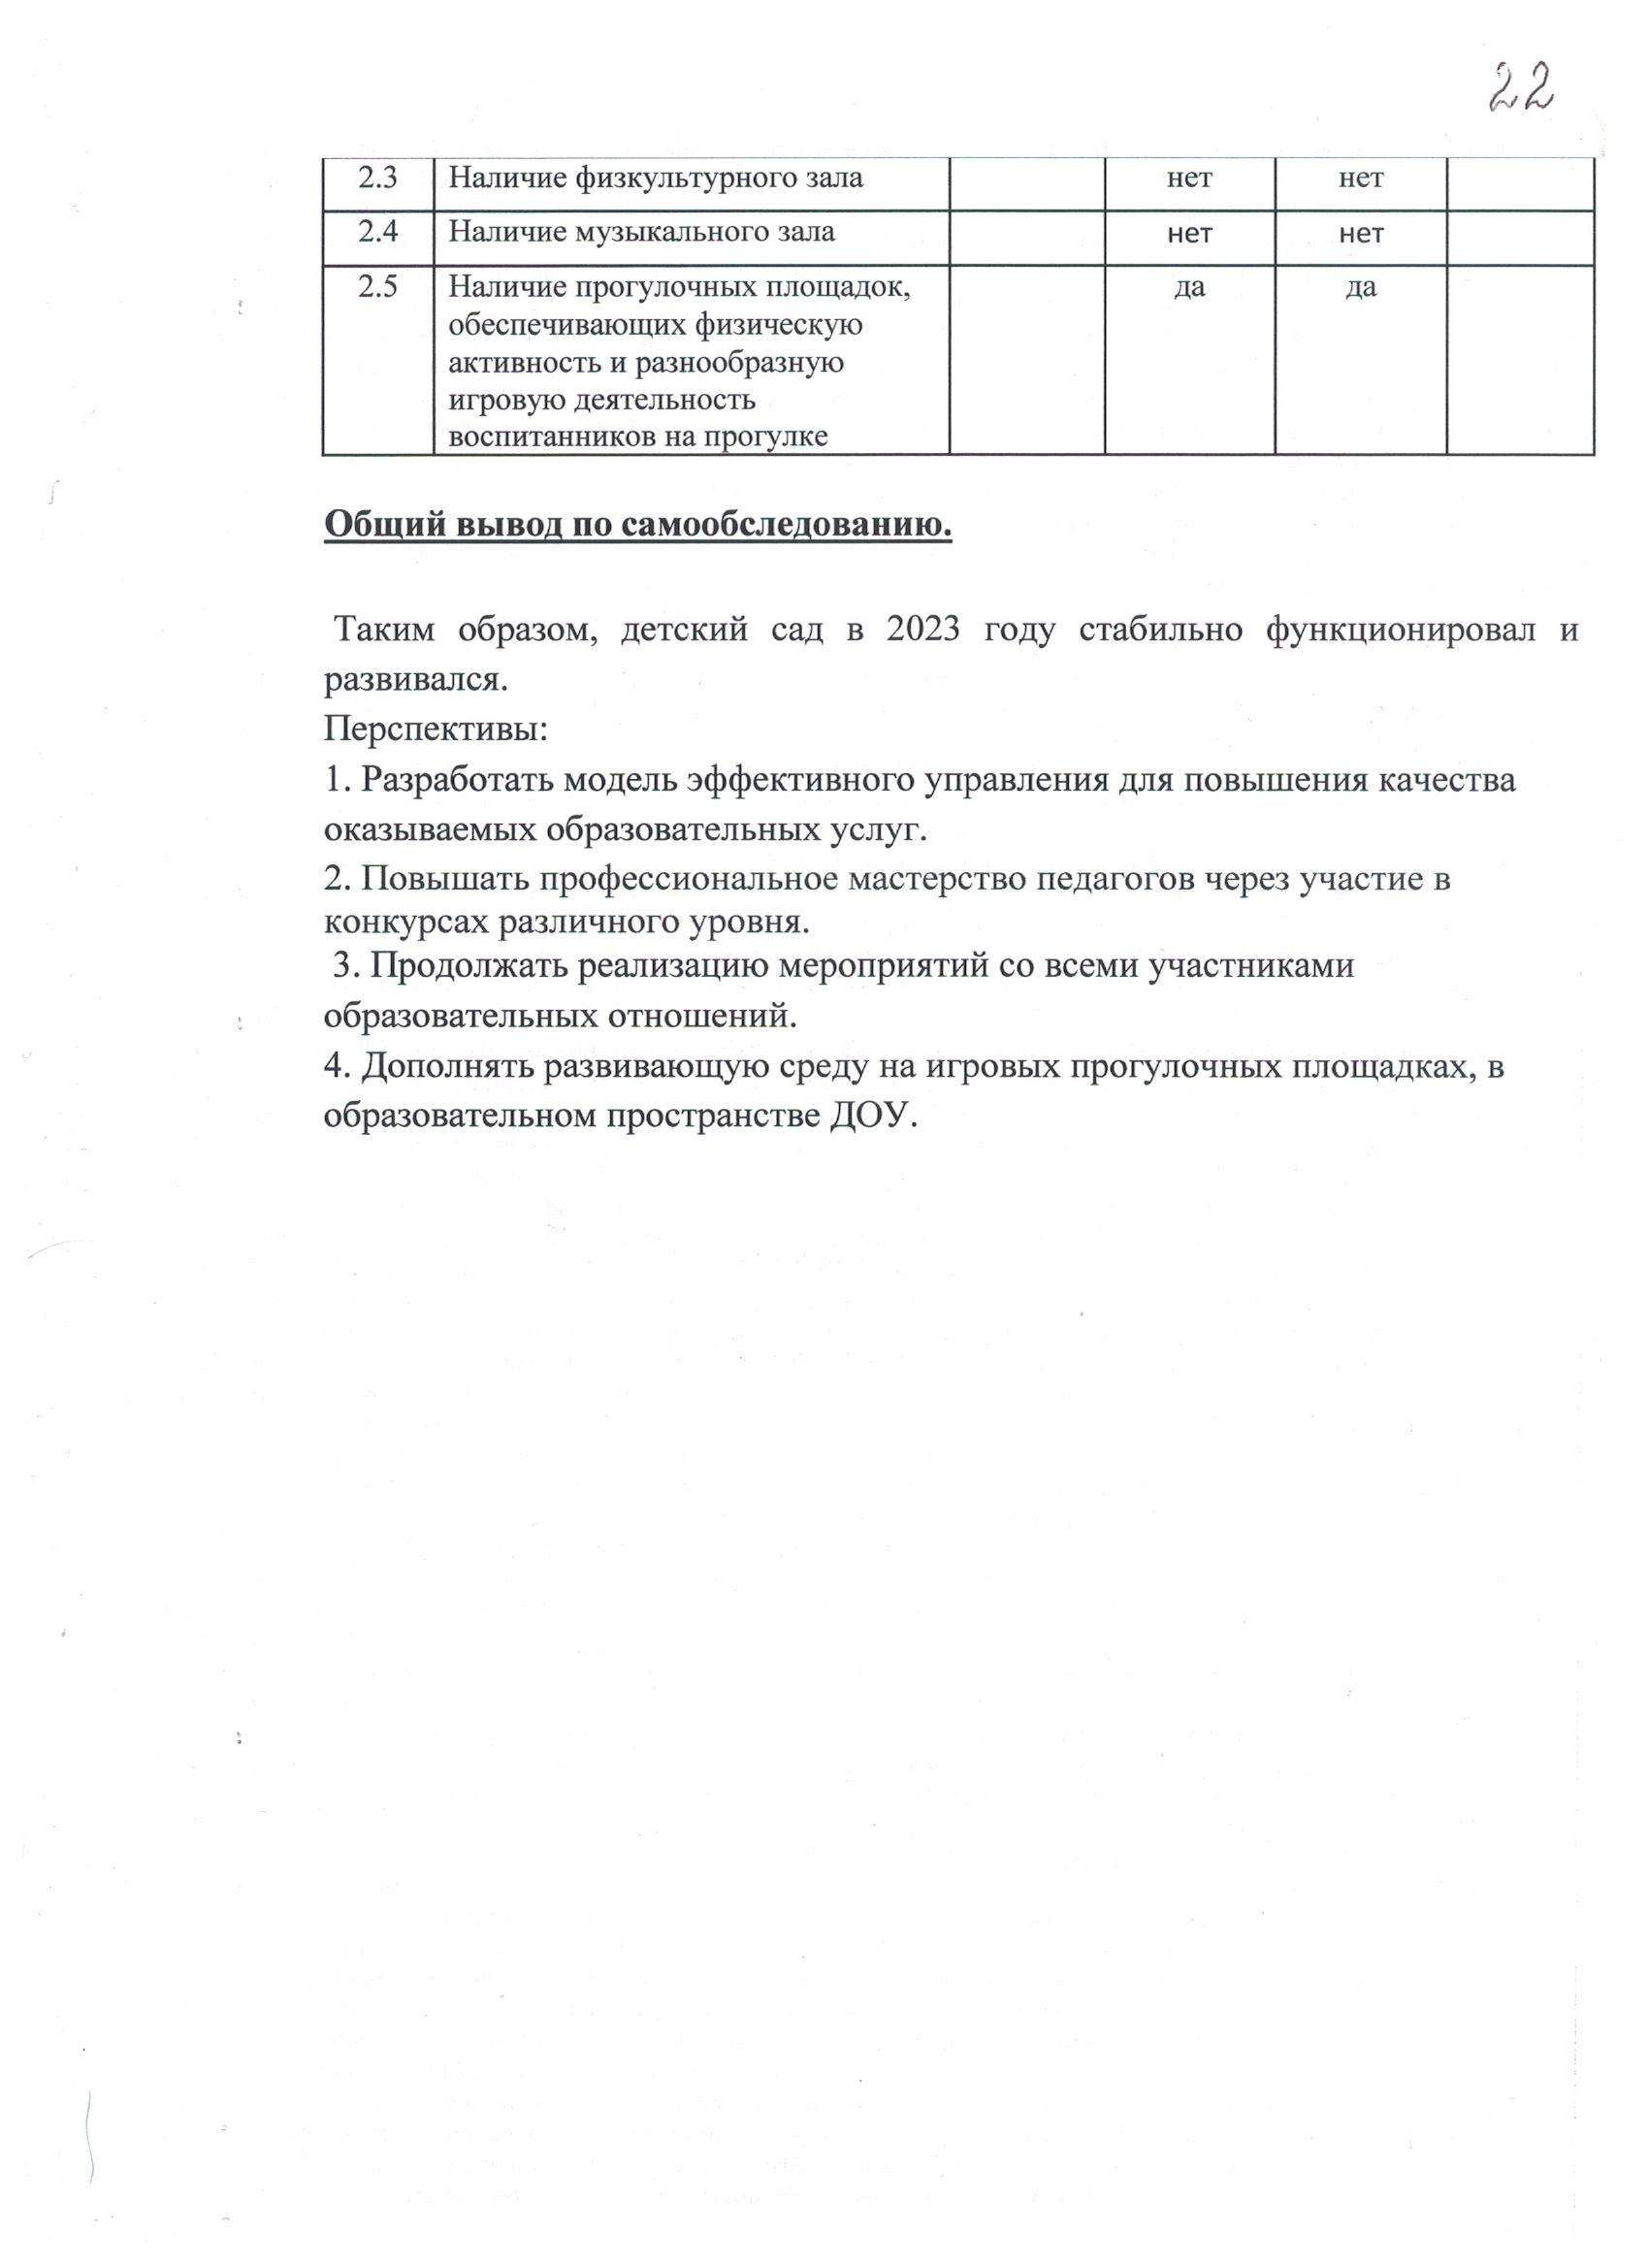 22
2.3 Наличие физкультурного зала нет нет
2.4 Наличие музыкального зала нет нет
2.5 Наличие прогулочных площадок, да да
обеспечивающих физическую
активность и разнообразную
игровую деятельность
воспитанников на прогулке
Общий вывод по самообследованию.
Таким образом, детский сад в 2023 году стабильно функционировал и
развивался.
Перспективы:
1. Разработать модель эффективного управления для повышения качества
оказываемых образовательных услуг.
2. Повышать профессиональное мастерство педагогов через участие в
конкурсах различного уровня.
3. Продолжать реализацию мероприятий со всеми участниками
образовательных отношений.
4. Дополнять развивающую среду на игровых прогулочных площадках, в
образовательном пространстве ДОУ.